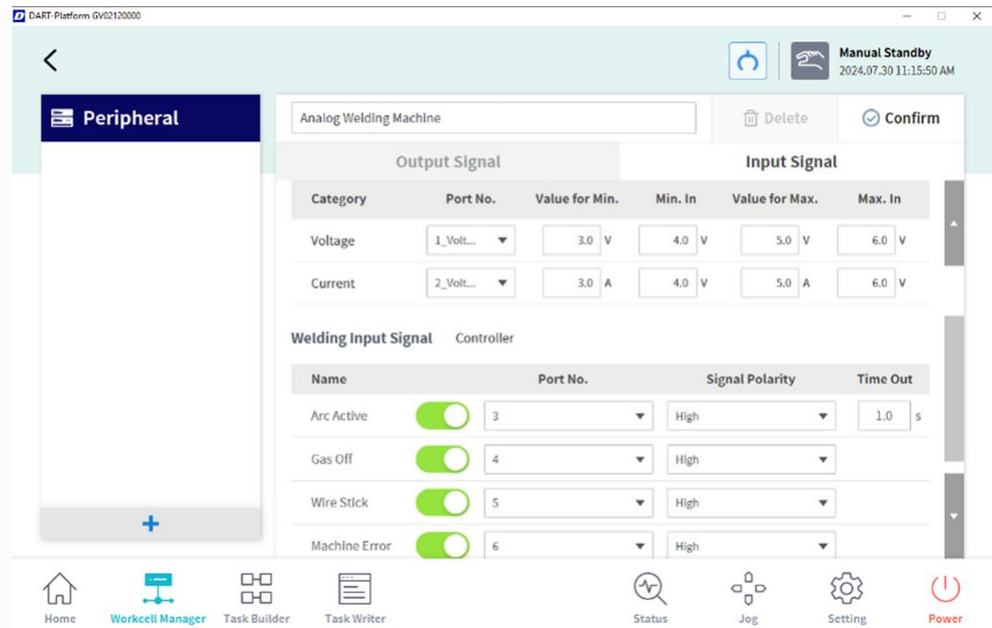 DART-Platform GV02120000
Manual Standby
2024.07.30 11:15:50 AM
Peripheral
Analog Welding Machine
Delete
Confirm
Output Signal
Input Signal
Category Port No. Value for Min. Min. In Value for Max. Max. In
Voltage 1_Volt... 3.0 V 4.0 V 5.0 V 6.0 V
Current 2_Volt... 3.0 A 4.0 V 5.0 A 6.0 V
Welding Input Signal Controller
Name Port No. Signal Polarity Time Out
Arc Active 3 High 1.0 s
Gas Off 4 High
Wire Stick 5 High
Machine Error 6 High
+
Home Workcell Manager Task Builder Task Writer Status Jog Setting Power